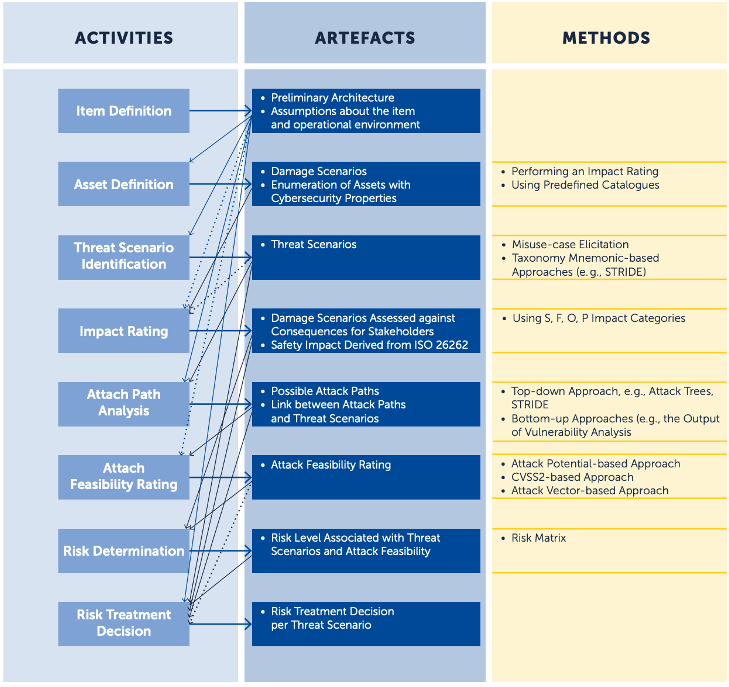 ACTIVITIES
ARTEFACTS
METHODS
Item Definition
• Preliminary Architecture
• Assumptions about the item
and operational environment
Asset Definition
• Damage Scenarios
• Enumeration of Assets with
Cybersecurity Properties
• Performing an Impact Rating
• Using Predefined Catalogues
Threat Scenario
Identification
• Threat Scenarios
• Misuse-case Elicitation
• Taxonomy Mnemonic-based
Approaches (e.g., STRIDE)
Impact Rating
• Damage Scenarios Assessed against
Consequences for Stakeholders
• Safety Impact Derived from ISO 26262
• Using S, F, O, P Impact Categories
Attach Path
Analysis
• Possible Attack Paths
• Link between Attack Paths
and Threat Scenarios
• Top-down Approach, e.g., Attack Trees,
STRIDE
• Bottom-up Approaches (e.g., the Output
of Vulnerability Analysis
Attach
Feasibility Rating
• Attack Feasibility Rating
• Attack Potential-based Approach
• CVSS2-based Approach
• Attack Vector-based Approach
Risk Determination
• Risk Level Associated with Threat
Scenarios and Attack Feasibility
• Risk Matrix
Risk Treatment
Decision
• Risk Treatment Decision
per Threat Scenario